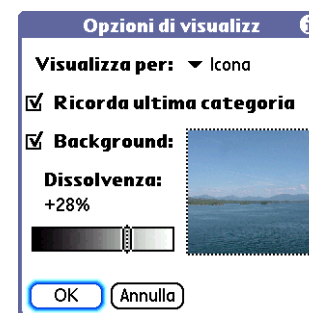 Opzioni di visualizz
Visualizza per: Icona
Ricorda ultima categoria
Background:
Dissolvenza:
+28%
OK Annulla